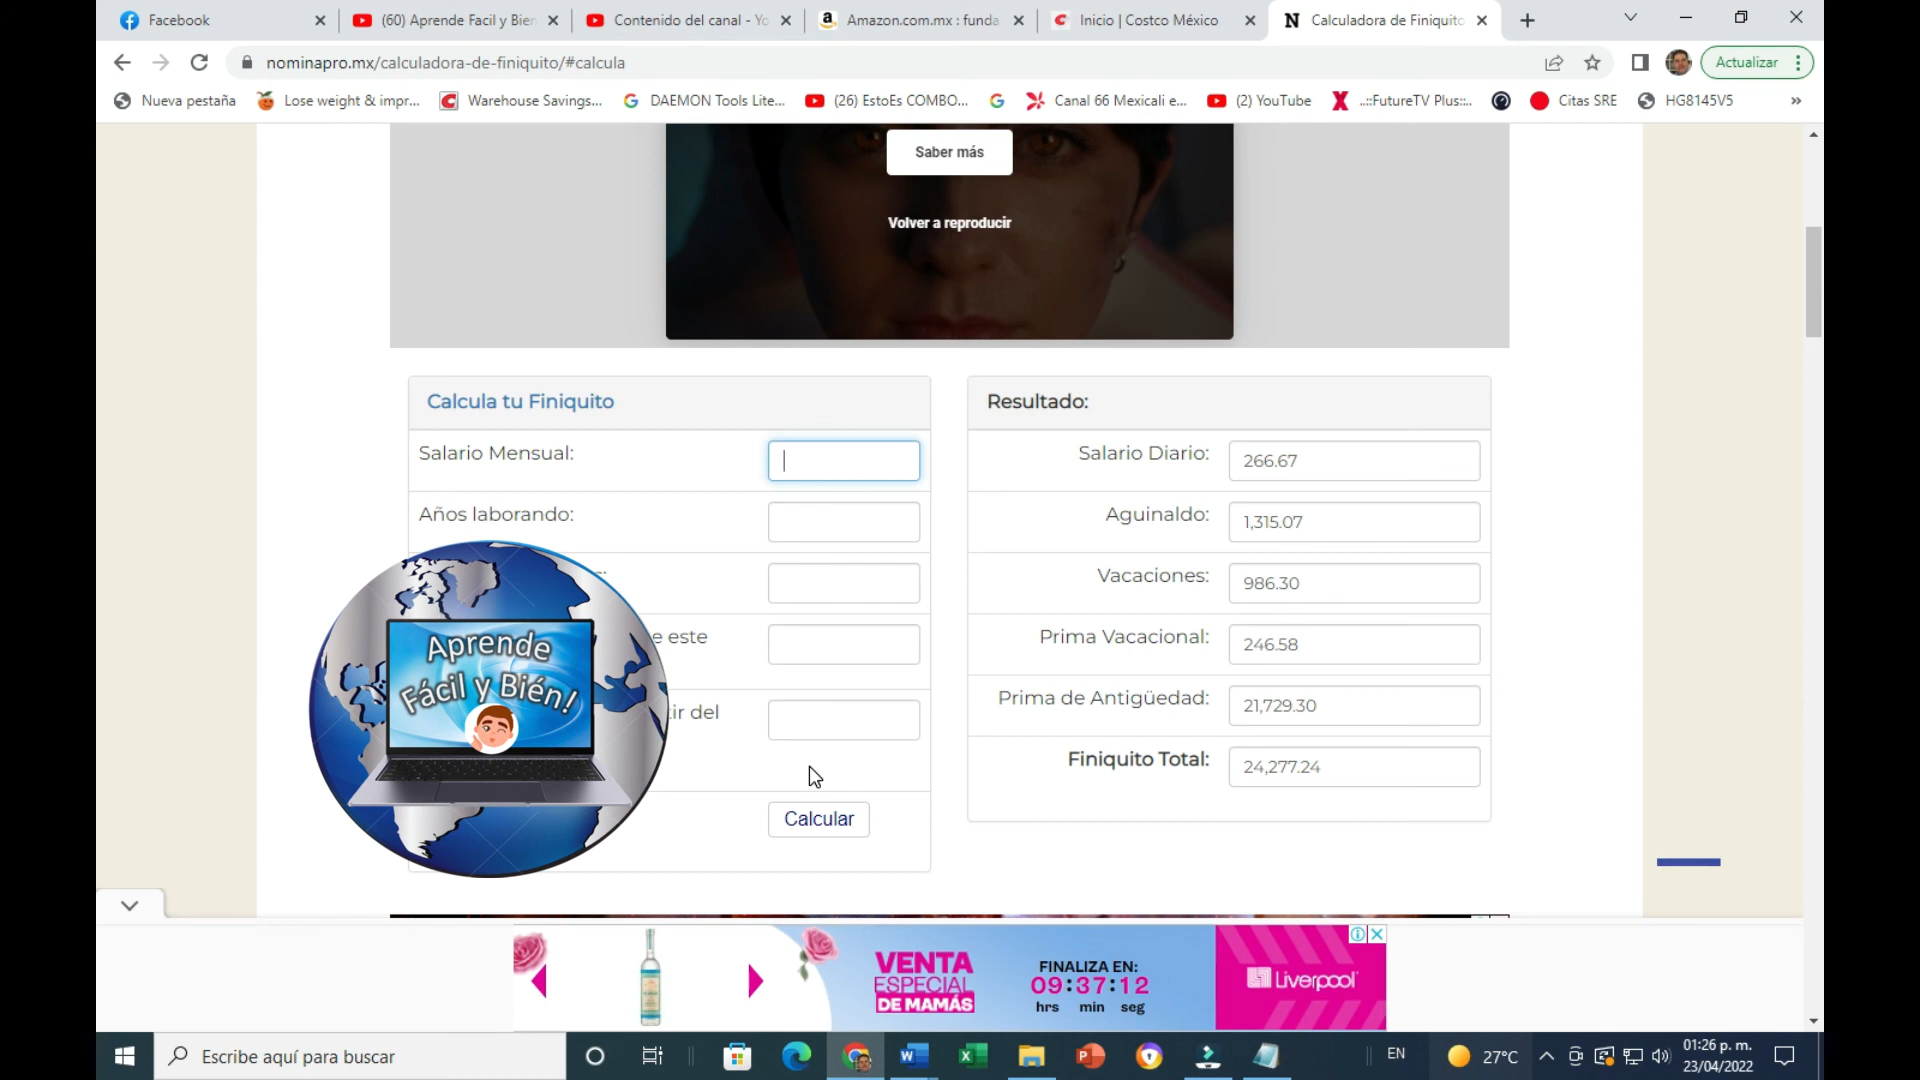 Facebook
(60) Aprende Facil y Bien
Contenido del canal - Yo
Amazon.com.mx : funda
Inicio | Costco México
Calculadora de Finiquito
nominapro.mx/calculadora-de-finiquito/#calcula
Actualizar
Nueva pestaña
Lose weight & impr...
Warehouse Savings...
DAEMON Tools Lite...
(26) EstoEs COMBO...
Canal 66 Mexicali e...
(2) YouTube
..::FutureTV Plus::..
Citas SRE
HG8145V5
»
Saber más
Volver a reproducir
Calcula tu Finiquito
Resultado:
Salario Mensual:
Salario Diario: 266.67
Años laborando:
Aguinaldo: 1,315.07
Vacaciones: 986.30
e este
Prima Vacacional: 246.58
Prima de Antigüedad: 21,729.30
tir del
Finiquito Total: 24,277.24
Calcular
Aprende
Fácil y Bién!
VENTA
ESPECIAL
DE MAMÁS
FINALIZA EN:
09:37:12
hrs min seg
Liverpool
Escribe aquí para buscar
EN
27°C
01:26 p. m.
23/04/2022